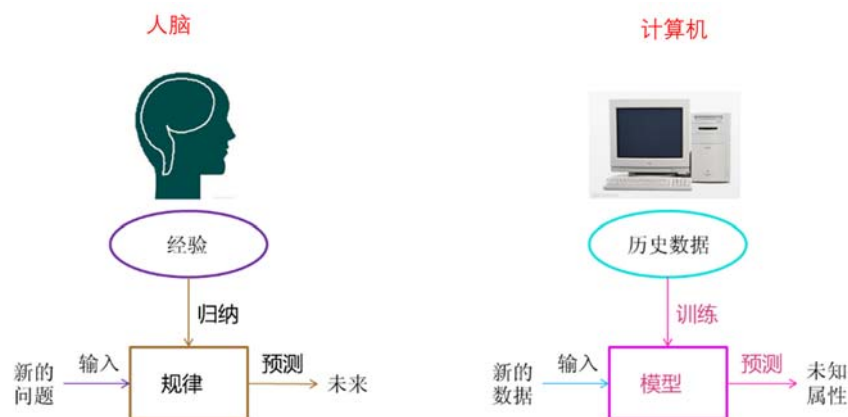 人脑
计算机
经验
历史数据
归纳
训练
新的
问题
输入
规律
预测
未来
新的
数据
输入
模型
预测
未知
属性